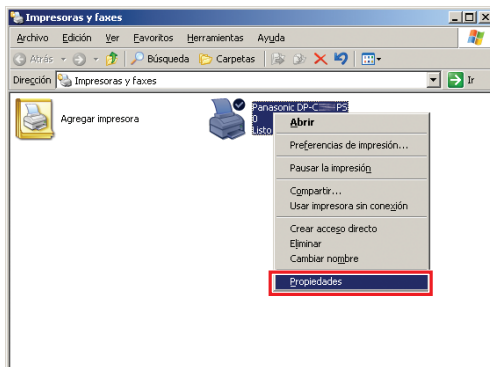 Impresoras y faxes
Archivo Edición Ver Favoritos Herramientas Ayuda
Atrás Búsqueda Carpetas
Dirección Impresoras y faxes Ir
Agregar impresora
Panasonic DP-C PS
0
Listo
Abrir
Preferencias de impresión...
Pausar la impresión
Compartir...
Usar impresora sin conexión
Crear acceso directo
Eliminar
Cambiar nombre
Propiedades